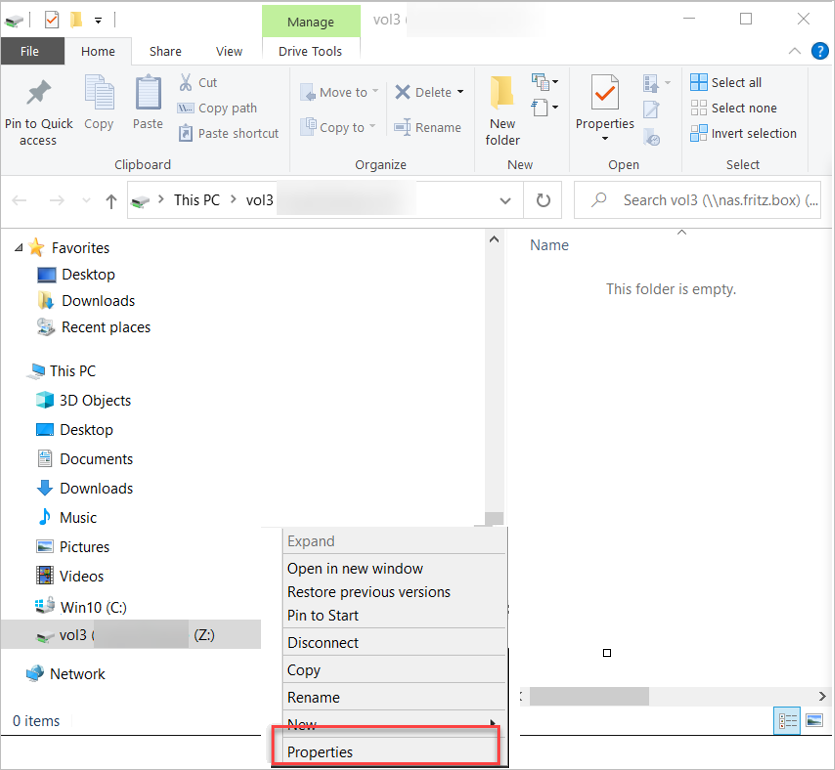 Manage
vol3 (
File
Home
Share
View
Drive Tools
?
Pin to Quick access
Copy
Paste
Cut
Copy path
Paste shortcut
Clipboard
Move to
Copy to
Delete
Rename
Organize
New folder
New
Properties
Open
Select all
Select none
Invert selection
Select
This PC > vol3
Search vol3 (\\nas.fritz.box) (...
Favorites
Desktop
Downloads
Recent places
This PC
3D Objects
Desktop
Documents
Downloads
Music
Pictures
Videos
Win10 (C:)
vol3 ( (Z:)
Network
0 items
Name
This folder is empty.
Expand
Open in new window
Restore previous versions
Pin to Start
Disconnect
Copy
Rename
New
Properties